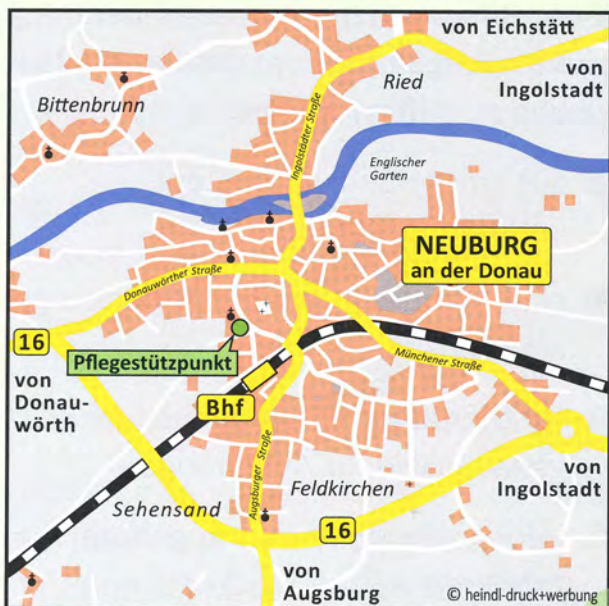 von Eichstätt
von
Ingolstadt
Ried
Bittenbrunn
Ingolstädter Straße
Englischer
Garten
NEUBURG
an der Donau
Donauwörther Straße
16
Pflegestützpunkt
Münchener Straße
von
Donau-
wörth
Bhf
Augsburger Straße
Feldkirchen
von
Ingolstadt
Sehensand
16
von
Augsburg
© heindl-druck+werbung